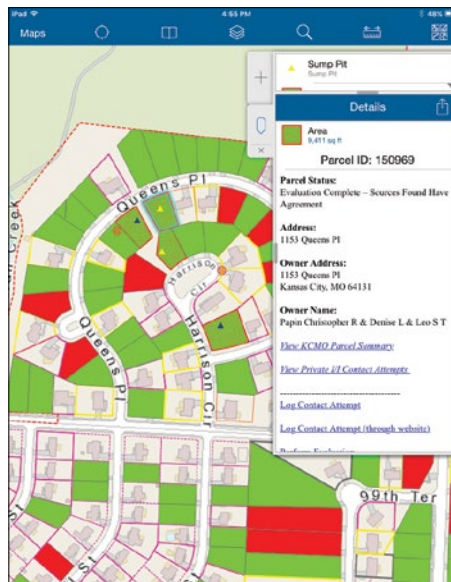 iPad
4:55 PM
48%
Maps
Sump Pit
Sump Pit
Details
Area
9,411 sq ft
Parcel ID: 150969
Parcel Status:
Evaluation Complete – Sources Found Have
Agreement
Address:
1153 Queens Pl
Owner Address:
1153 Queens Pl
Kansas City, MO 64131
Owner Name:
Papin Christopher R & Denise L & Leo S T
View KCMO Parcel Summary
View Private I/I Contact Attempts
Log Contact Attempt
Log Contact Attempt (through website)
Perform Evaluation
Queens Pl
Creek
Harrison
Cir
Queens Pl
Harrison Cir
99th Ter